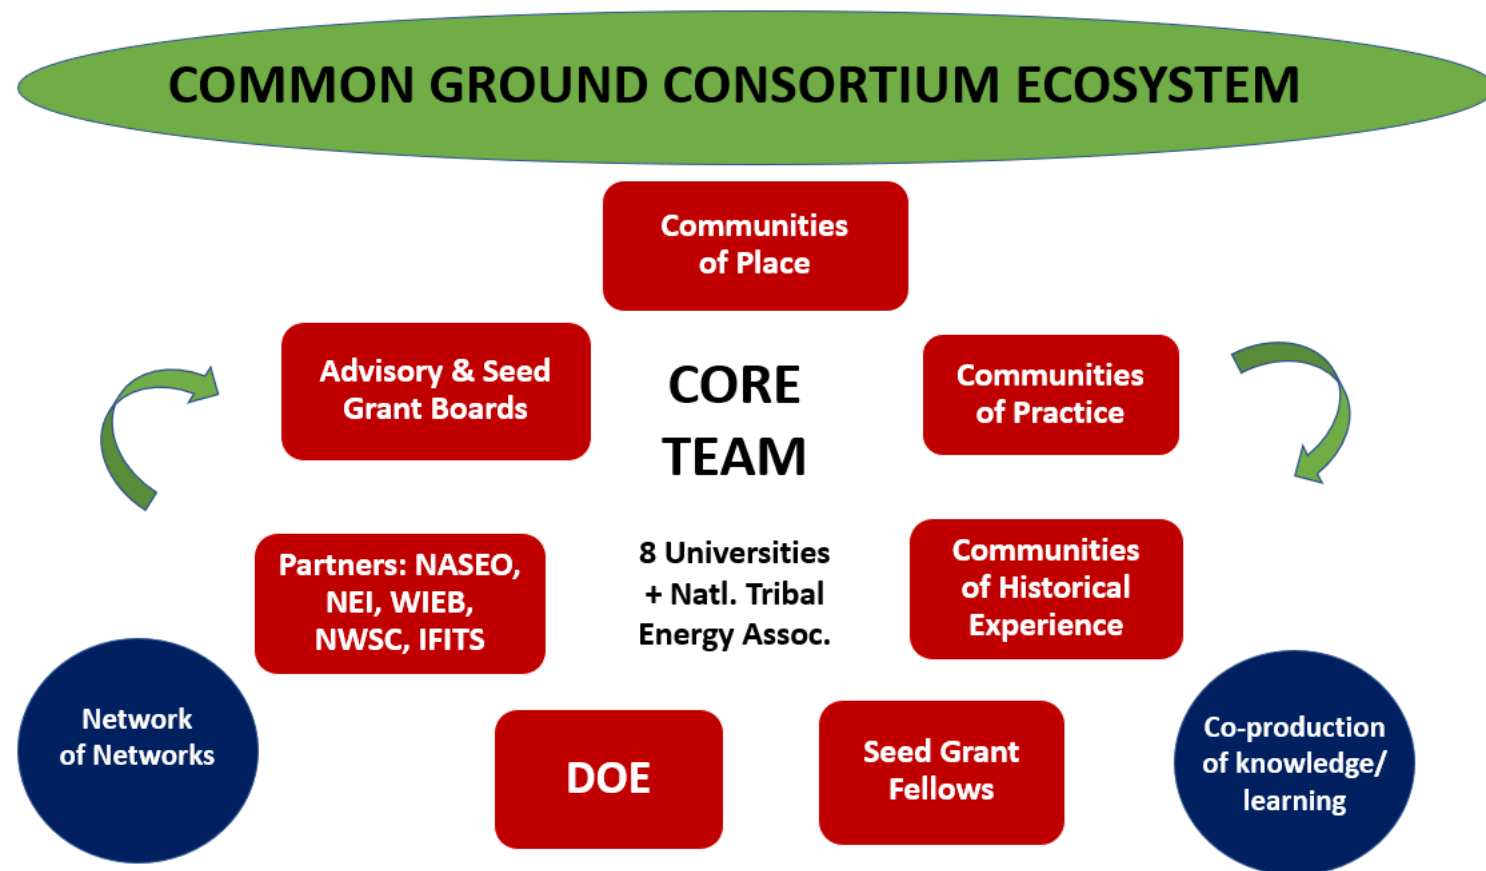 COMMON GROUND CONSORTIUM ECOSYSTEM
Communities
of Place
Advisory & Seed
Grant Boards
CORE
TEAM
Communities
of Practice
Partners: NASEO,
NEI, WIEB,
NWSC, IFITS
8 Universities
+ Natl. Tribal
Energy Assoc.
Communities
of Historical
Experience
Network
of Networks
DOE
Seed Grant
Fellows
Co-production
of knowledge/
learning